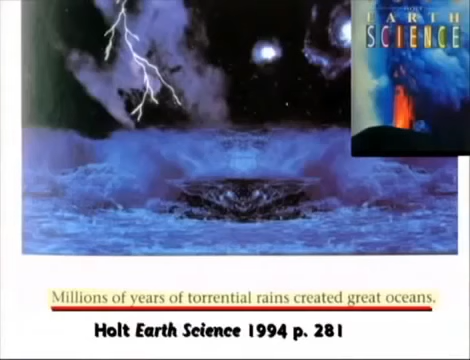 EARTH
SCIENCE
Millions of years of torrential rains created great oceans.
Holt Earth Science 1994 p. 281